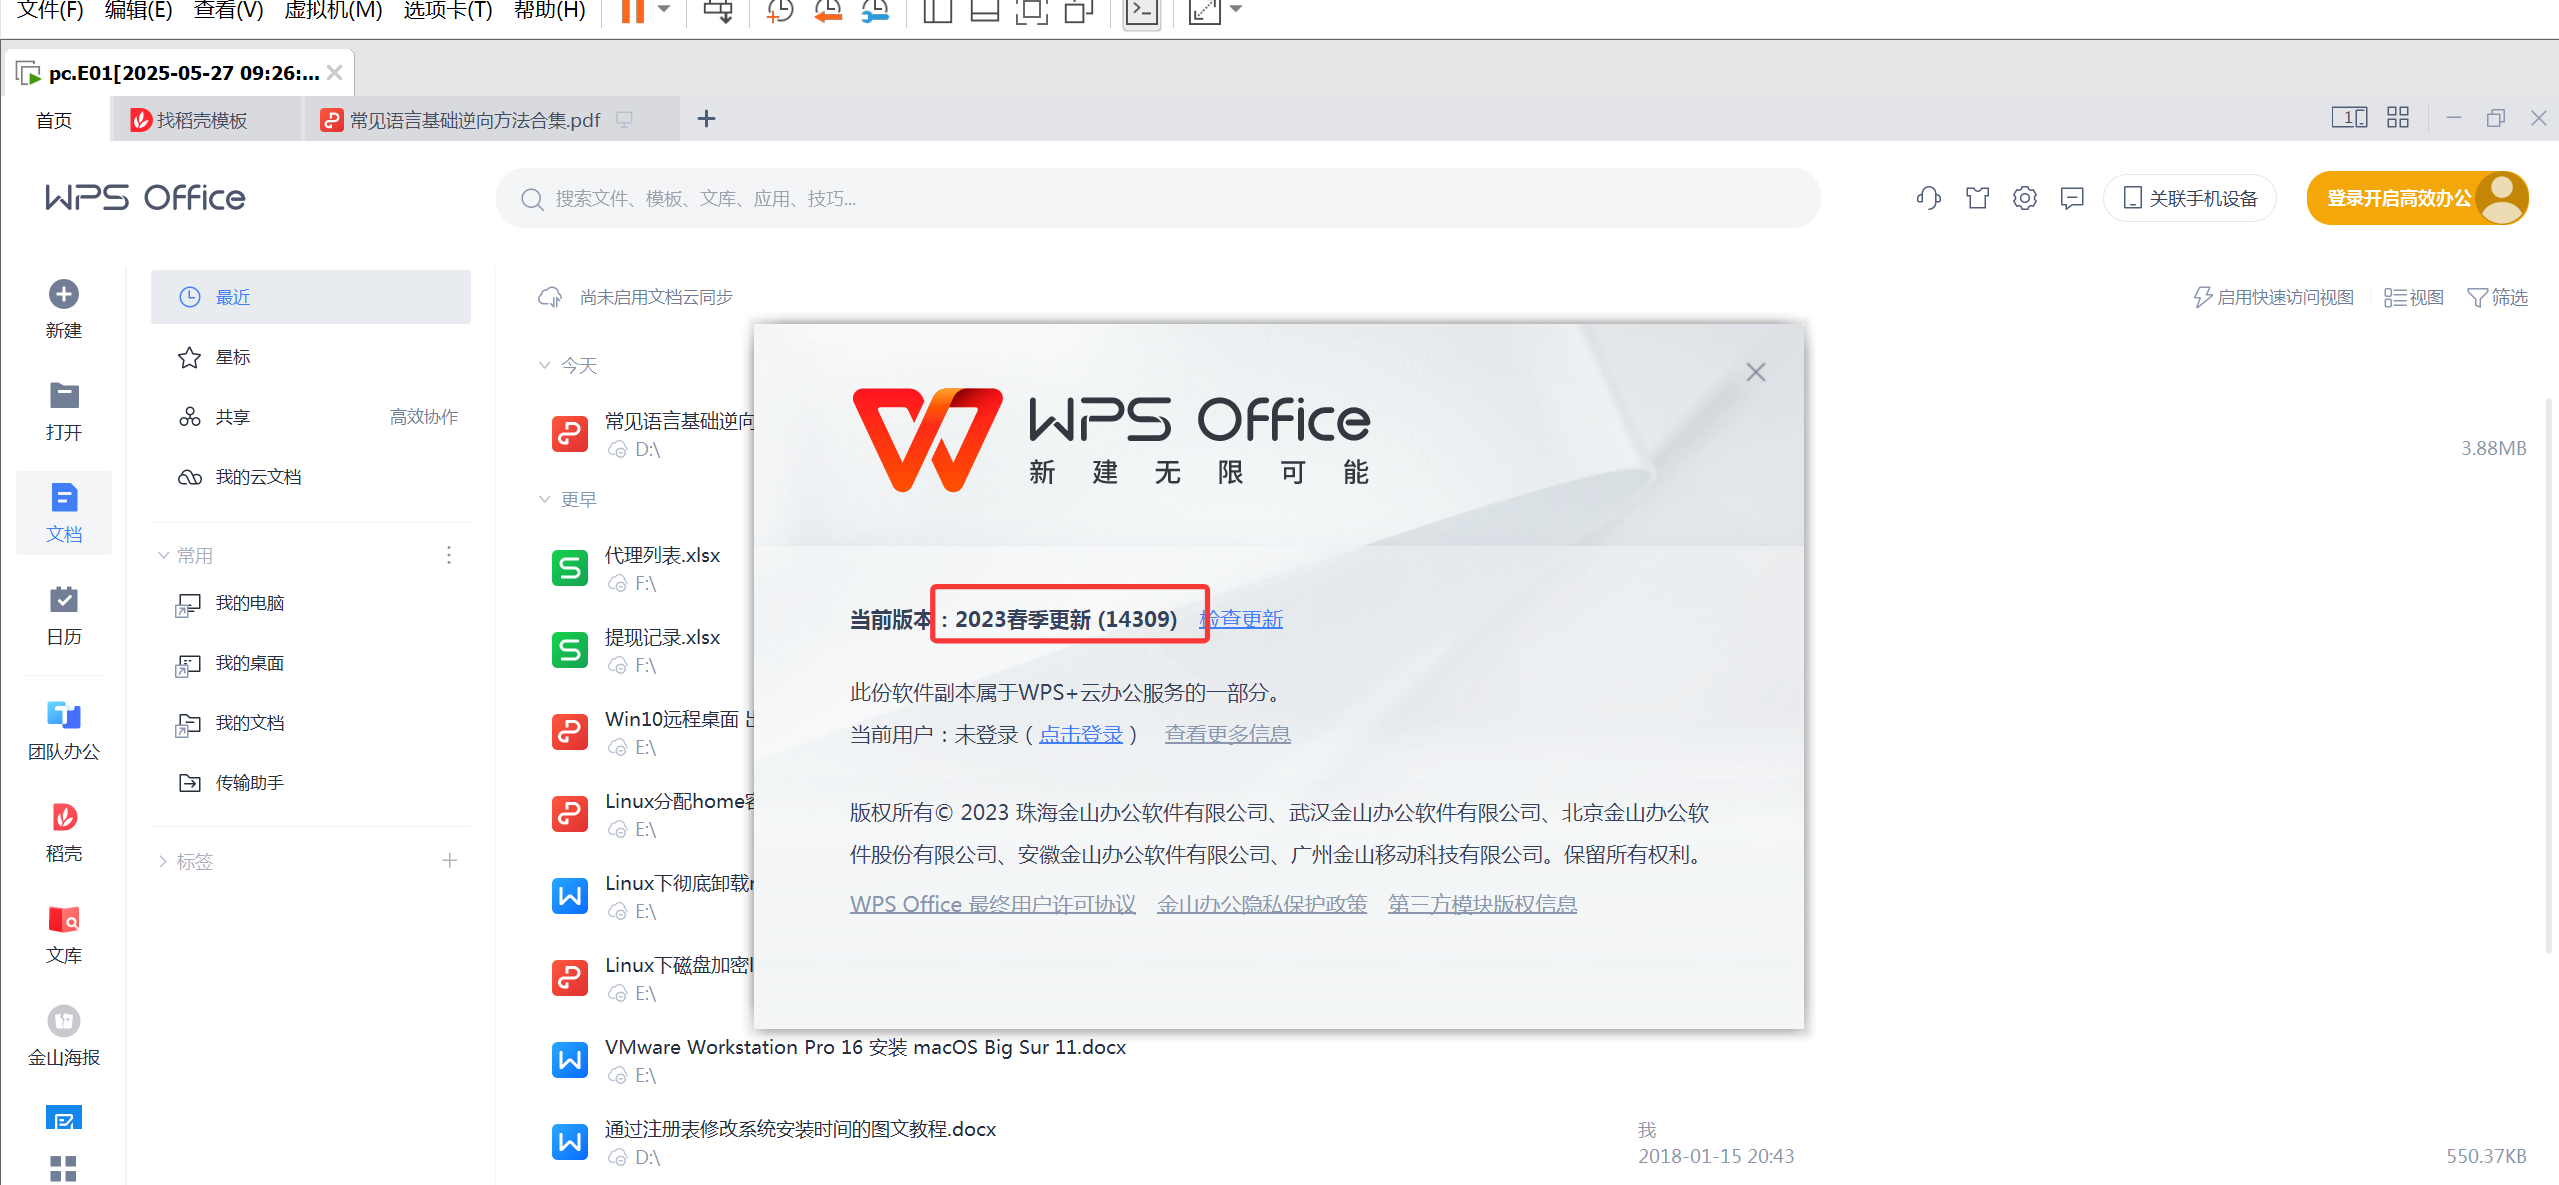 文件(F) 编辑(E) 查看(V) 虚拟机(M) 选项卡(T) 帮助(H)
pc.E01[2025-05-27 09:26:...
首页 找稻壳模板 常见语言基础逆向方法合集.pdf
1
WPS Office
搜索文件、模板、文库、应用、技巧...
关联手机设备
登录开启高效办公
新建
打开
文档
日历
团队办公
稻壳
文库
金山海报
最近
星标
共享 高效协作
我的云文档
常用
我的电脑
我的桌面
我的文档
传输助手
标签
尚未启用文档云同步
启用快速访问视图 视图 筛选
今天
常见语言基础逆向
D:\
3.88MB
更早
代理列表.xlsx
F:\
提现记录.xlsx
F:\
Win10远程桌面
E:\
Linux分配home
E:\
Linux下彻底卸载
E:\
Linux下磁盘加密
E:\
VMware Workstation Pro 16 安装 macOS Big Sur 11.docx
E:\
通过注册表修改系统安装时间的图文教程.docx
D:\
我
2018-01-15 20:43
550.37KB
WPS Office
新建无限可能
当前版本：2023春季更新 (14309) 检查更新
此份软件副本属于WPS+云办公服务的一部分。
当前用户：未登录（点击登录） 查看更多信息
版权所有© 2023 珠海金山办公软件有限公司、武汉金山办公软件有限公司、北京金山办公软
件股份有限公司、安徽金山办公软件有限公司、广州金山移动科技有限公司。保留所有权利。
WPS Office 最终用户许可协议 金山办公隐私保护政策 第三方模块版权信息